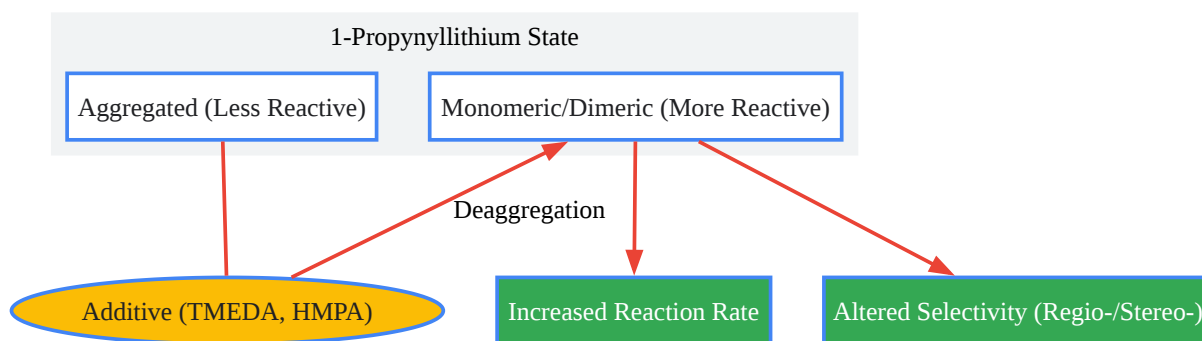 1-Propynyllithium State
Aggregated (Less Reactive)
Monomeric/Dimeric (More Reactive)
Deaggregation
Additive (TMEDA, HMPA)
Increased Reaction Rate
Altered Selectivity (Regio-/Stereo-)